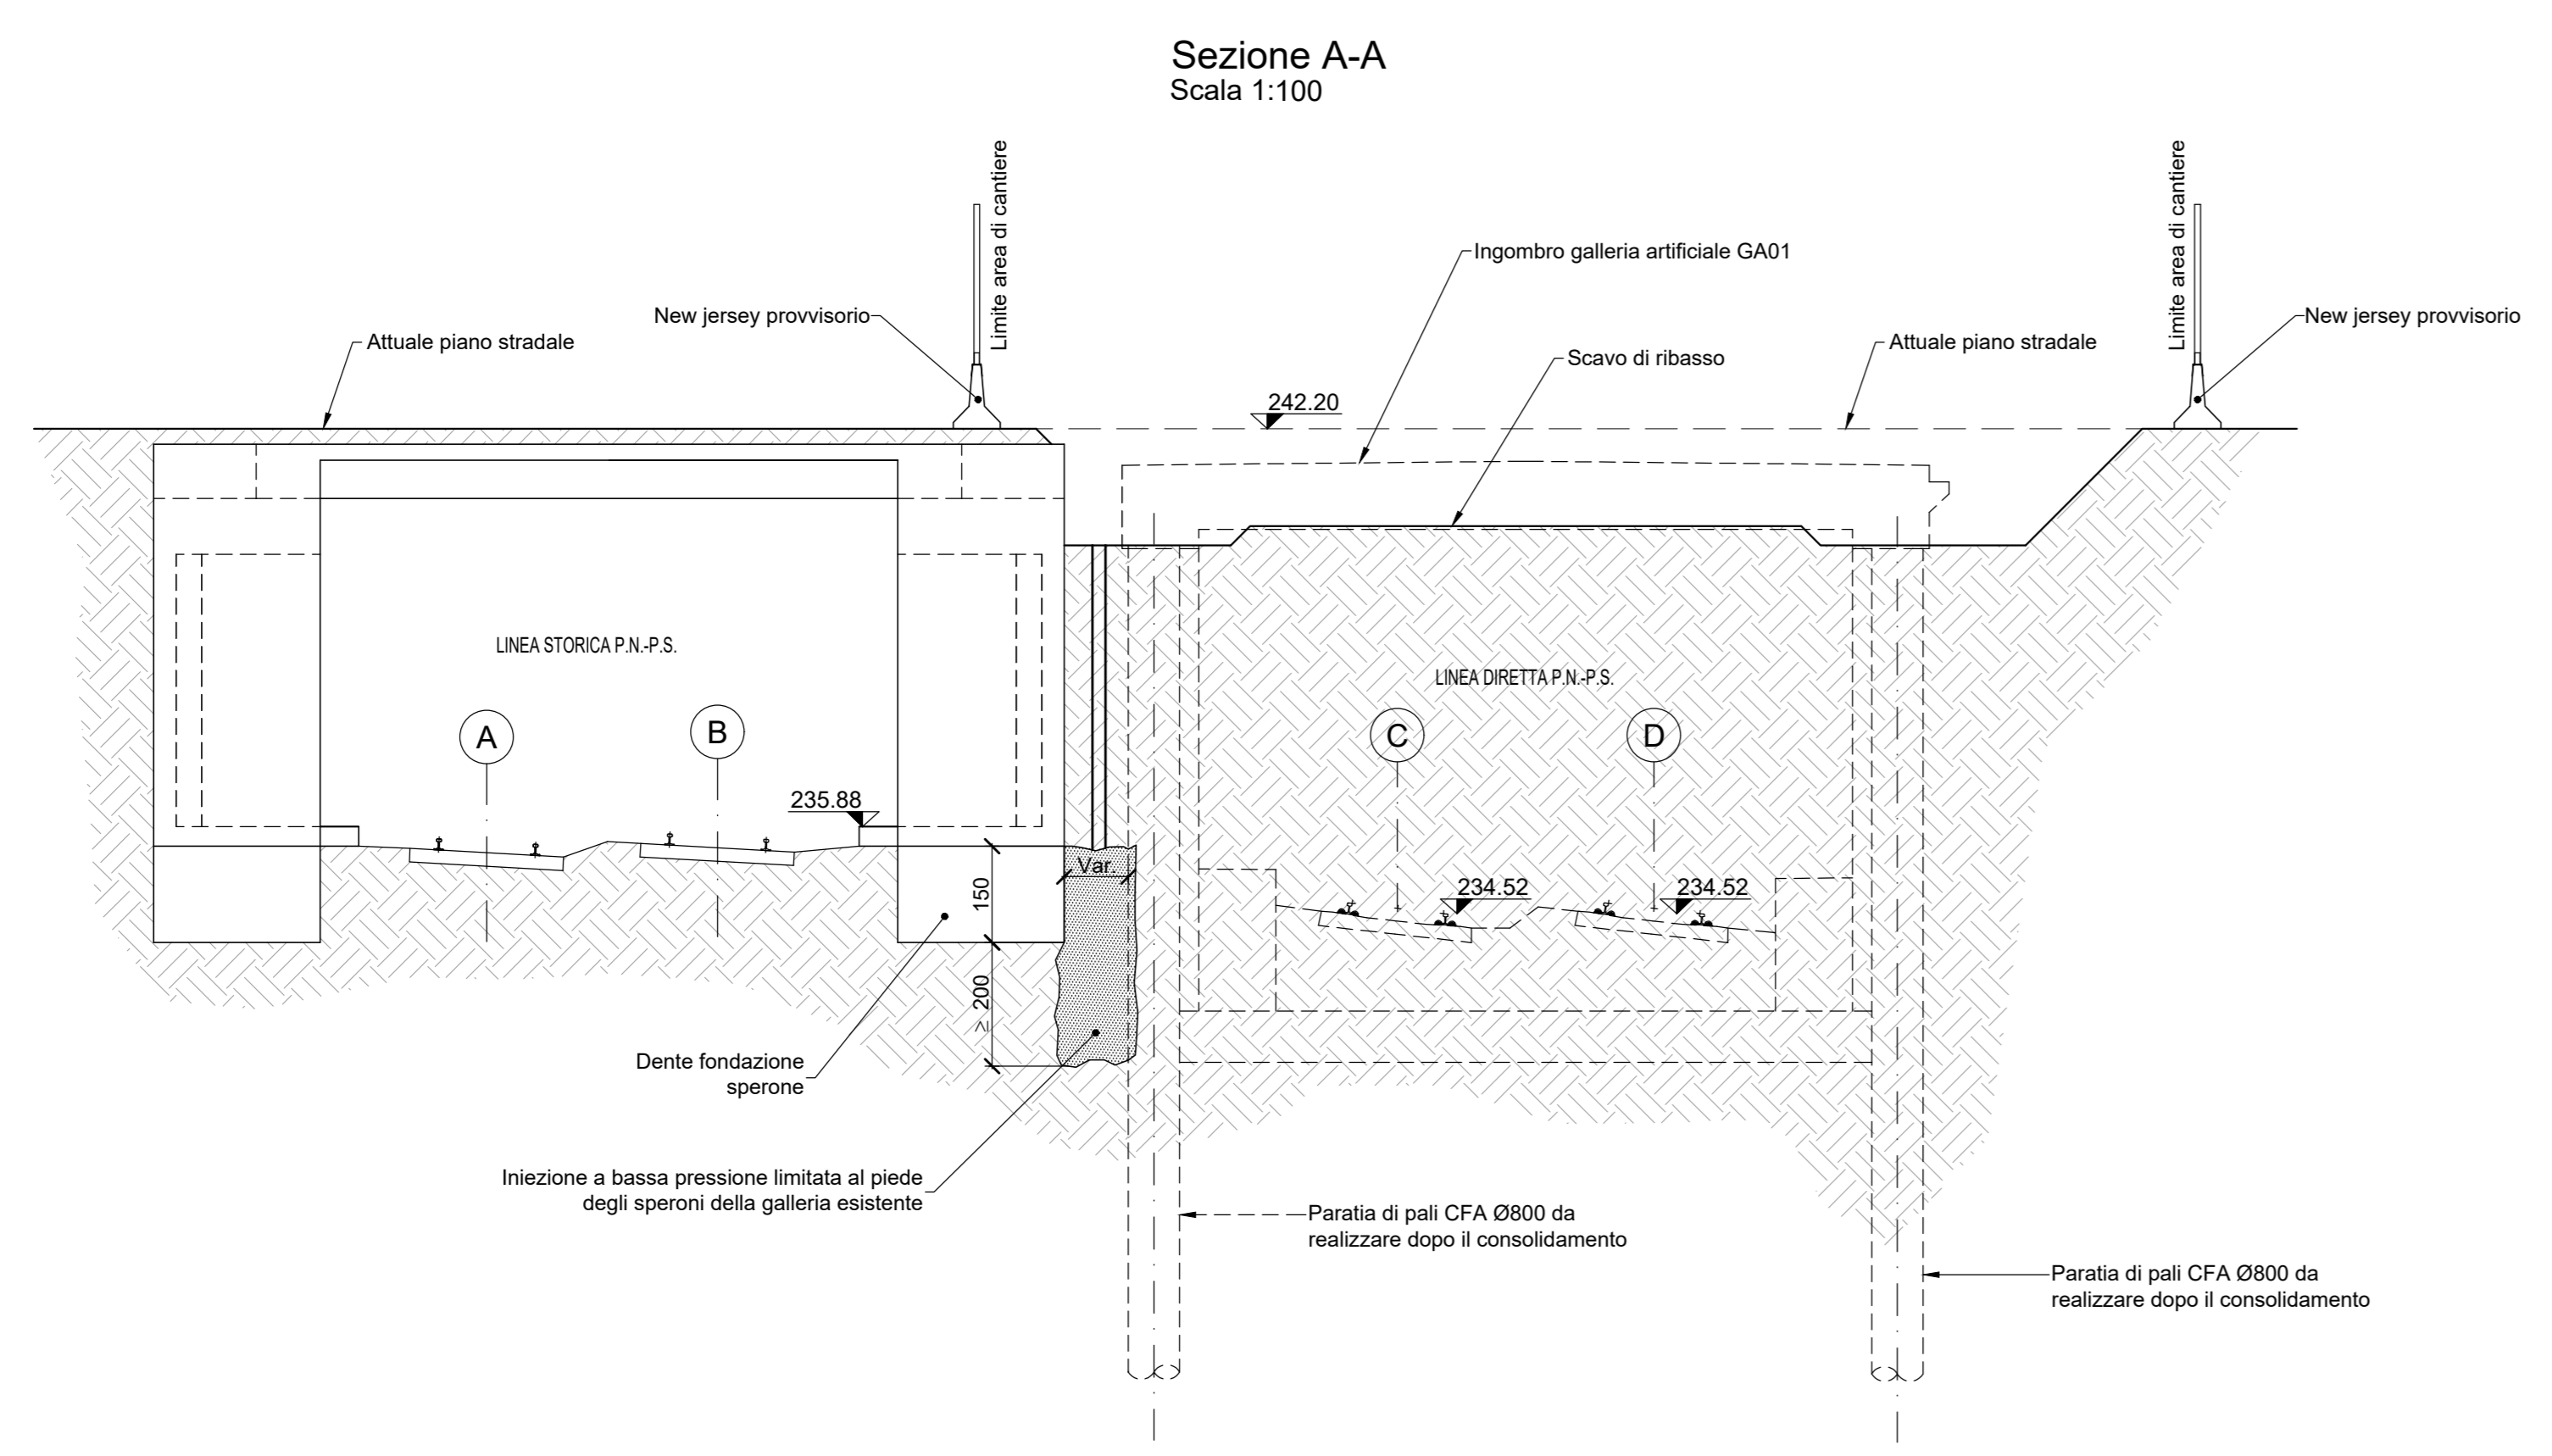 Sezione A-A
Scala 1:100
Limite area di cantiere
Limite area di cantiere
Ingombro galleria artificiale GA01
New jersey provvisorio
New jersey provvisorio
Attuale piano stradale
Scavo di ribasso
Attuale piano stradale
242.20
LINEA STORICA P.N.-P.S.
LINEA DIRETTA P.N.-P.S.
A
B
C
D
235.88
Var.
150
234.52
234.52
≥ 200
Dente fondazione
sperone
Iniezione a bassa pressione limitata al piede
degli speroni della galleria esistente
Paratia di pali CFA Ø800 da
realizzare dopo il consolidamento
Paratia di pali CFA Ø800 da
realizzare dopo il consolidamento